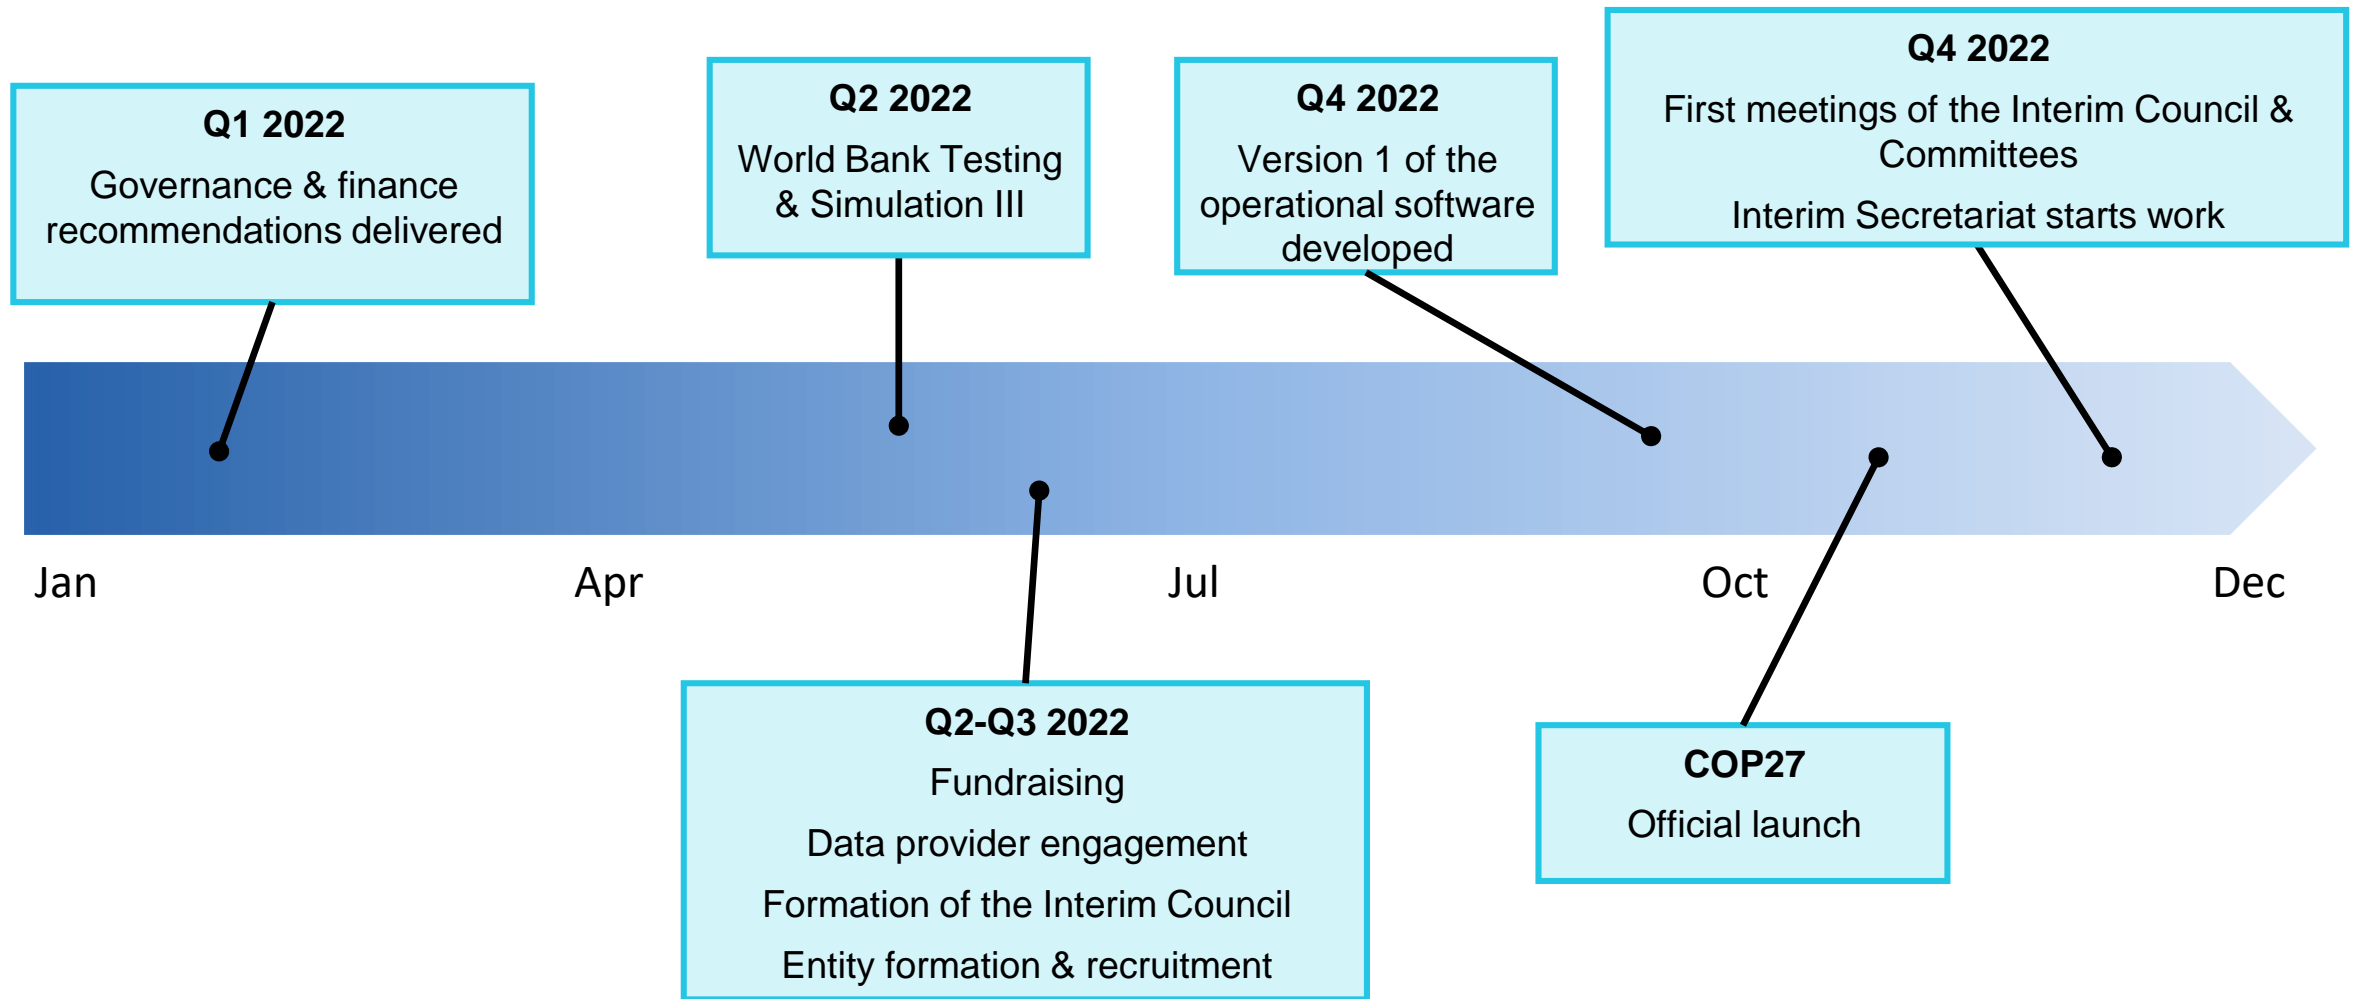 Q1 2022
Governance & finance
recommendations delivered
Q2 2022
World Bank Testing
& Simulation III
Q4 2022
Version 1 of the
operational software
developed
Q4 2022
First meetings of the Interim Council &
Committees
Interim Secretariat starts work
Jan
Apr
Jul
Oct
Dec
Q2-Q3 2022
Fundraising
Data provider engagement
Formation of the Interim Council
Entity formation & recruitment
COP27
Official launch